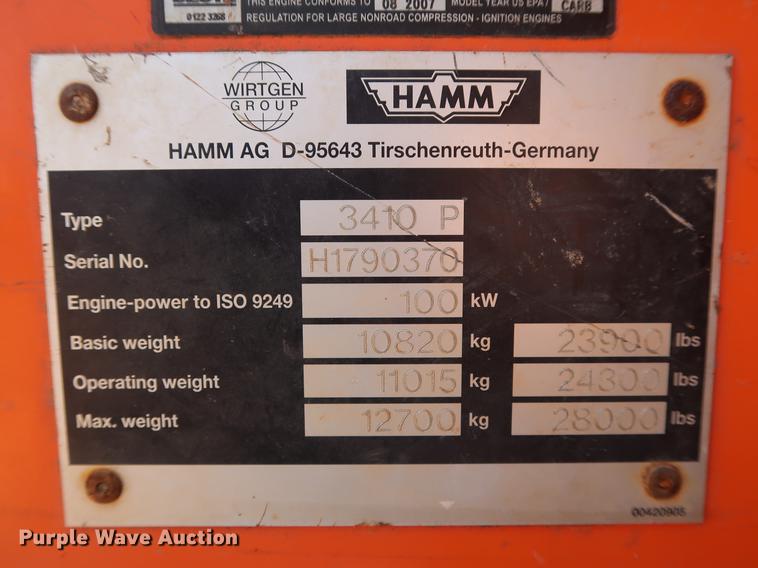 THIS ENGINE CONFORMS TO 08 2007 MODEL YEAR US EPA/ CARB
0122 3268 REGULATION FOR LARGE NONROAD COMPRESSION - IGNITION ENGINES
WIRTGEN GROUP
HAMM
HAMM AG D-95643 Tirschenreuth-Germany
Type 3410 P
Serial No. H1790370
Engine-power to ISO 9249 100 kW
Basic weight 10820 kg 23900 lbs
Operating weight 11015 kg 24300 lbs
Max. weight 12700 kg 28000 lbs
00420905
Purple Wave Auction